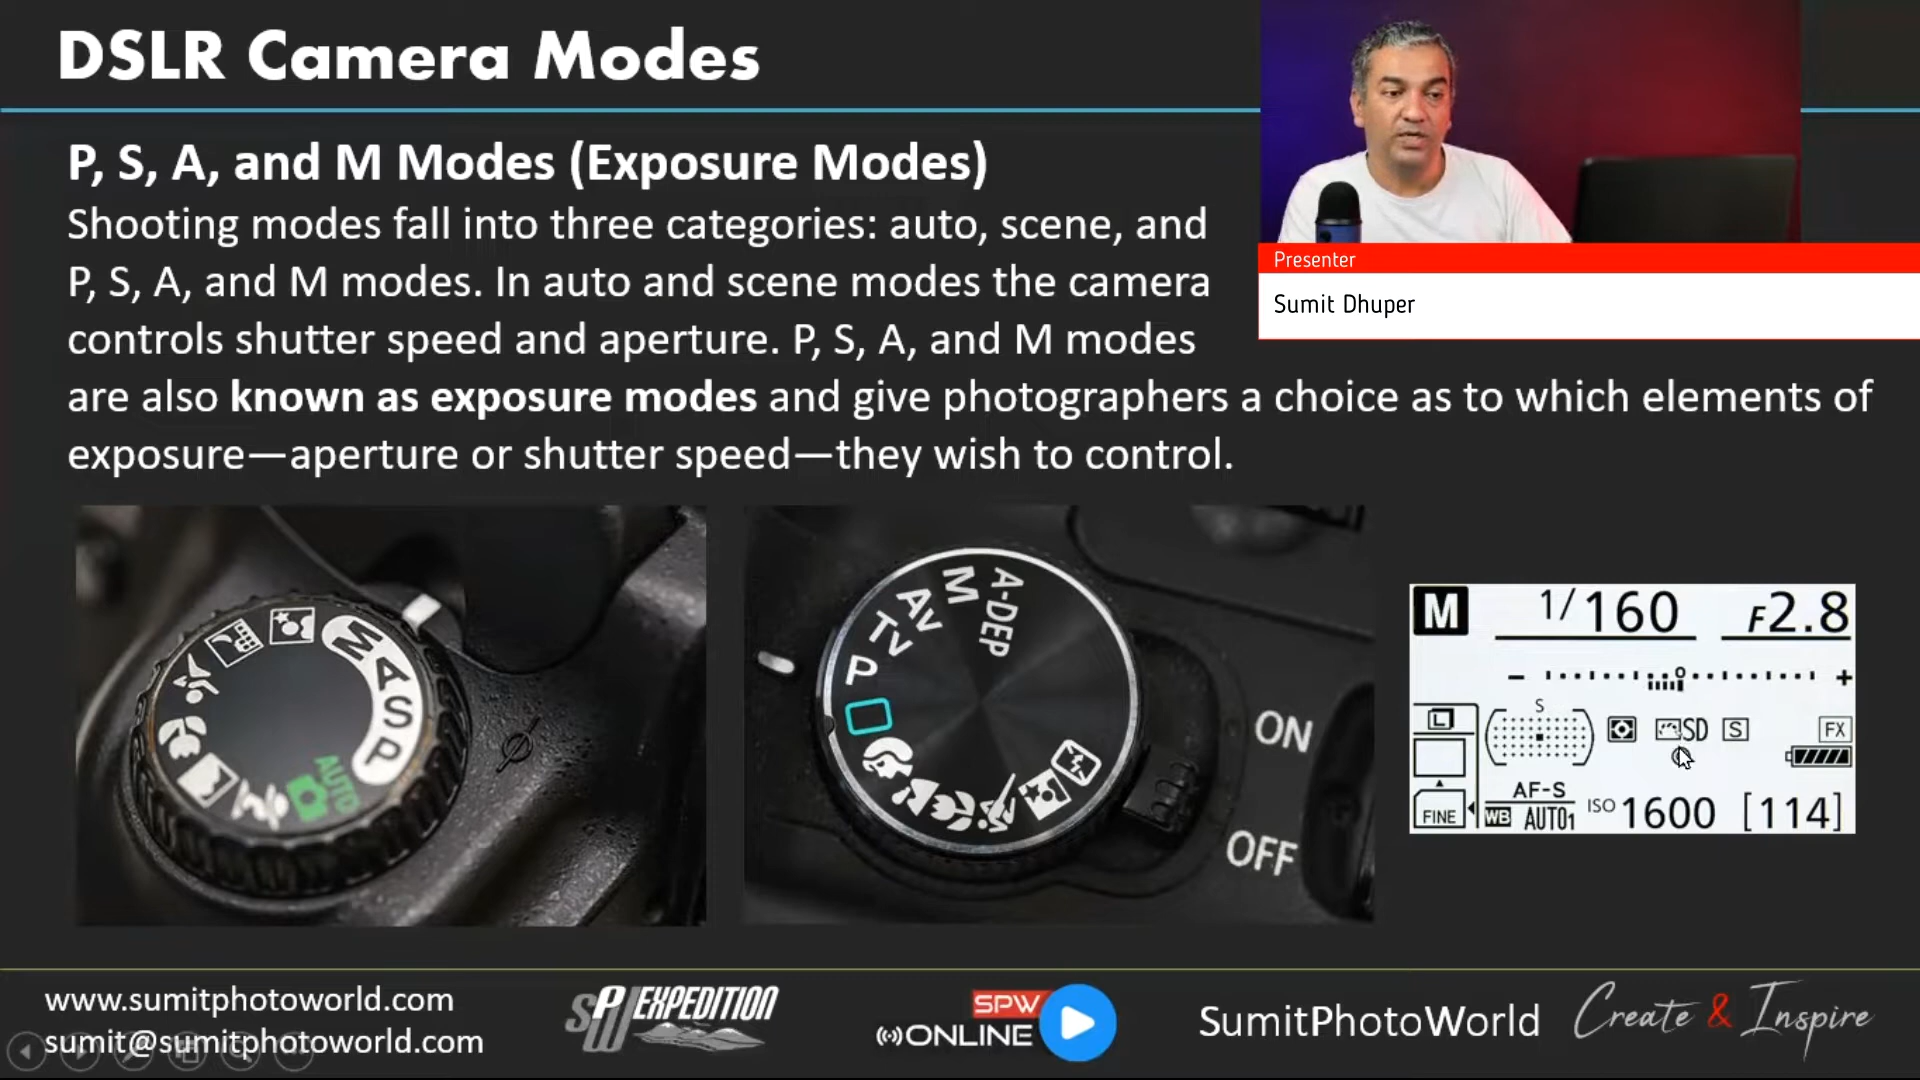 DSLR Camera Modes
P, S, A, and M Modes (Exposure Modes)
Shooting modes fall into three categories: auto, scene, and
P, S, A, and M modes. In auto and scene modes the camera
controls shutter speed and aperture. P, S, A, and M modes
are also known as exposure modes and give photographers a choice as to which elements of
exposure—aperture or shutter speed—they wish to control.
Presenter
Sumit Dhuper
M
A
S
P
AUTO
A-DEP
M
Av
Tv
P
ON
OFF
M 1/160 F2.8
- 0 +
S
L SD S FX
AF-S
FINE WB AUTO1 ISO 1600 [114]
www.sumitphotoworld.com
sumit@sumitphotoworld.com
SPW EXPEDITION
SPW
ONLINE
SumitPhotoWorld
Create & Inspire